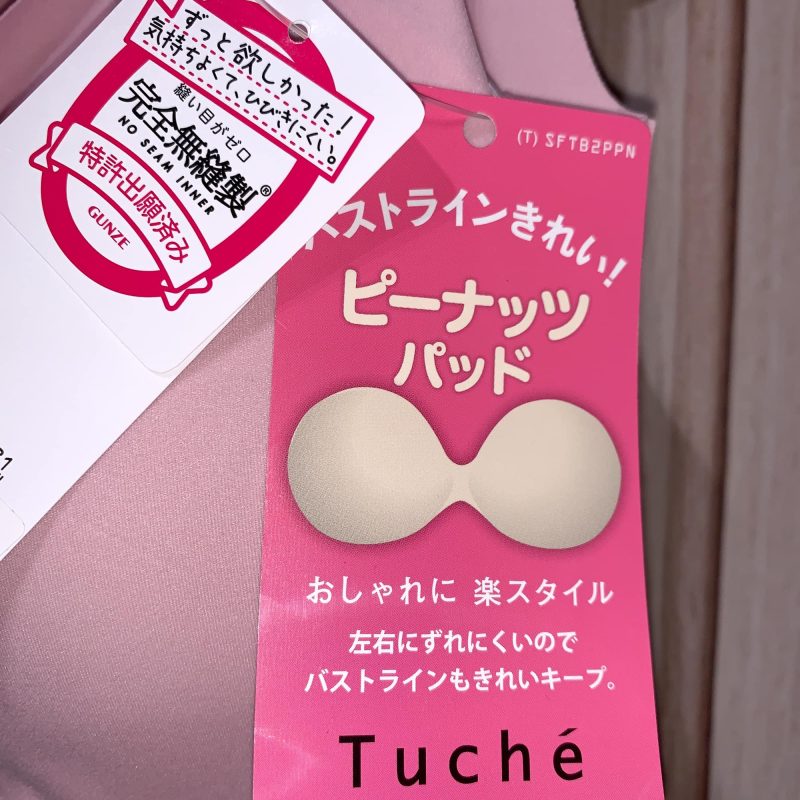 ずっと欲しかった!
気持ちよくて、ひびきにくい。
縫い目がゼロ
完全無縫製®
NO SEAM INNER
特許出願済み
GUNZE
(T) SFTB2PPN
バストラインきれい!
ピーナッツ
パッド
おしゃれに 楽スタイル
左右にずれにくいので
バストラインもきれいキープ。
Tuché